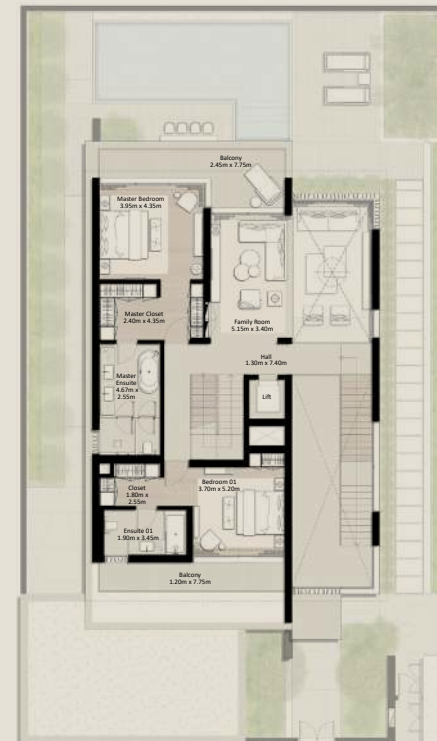 Balcony
2.45m x 7.75m
Master Bedroom
3.95m x 4.35m
Master Closet
2.40m x 4.35m
Family Room
5.15m x 3.40m
Hall
1.30m x 7.40m
Master
Ensuite
4.67m x
2.55m
Lift
Bedroom 01
3.70m x 5.20m
Closet
1.80m x
2.55m
Ensuite 01
1.90m x 3.45m
Balcony
1.20m x 7.75m